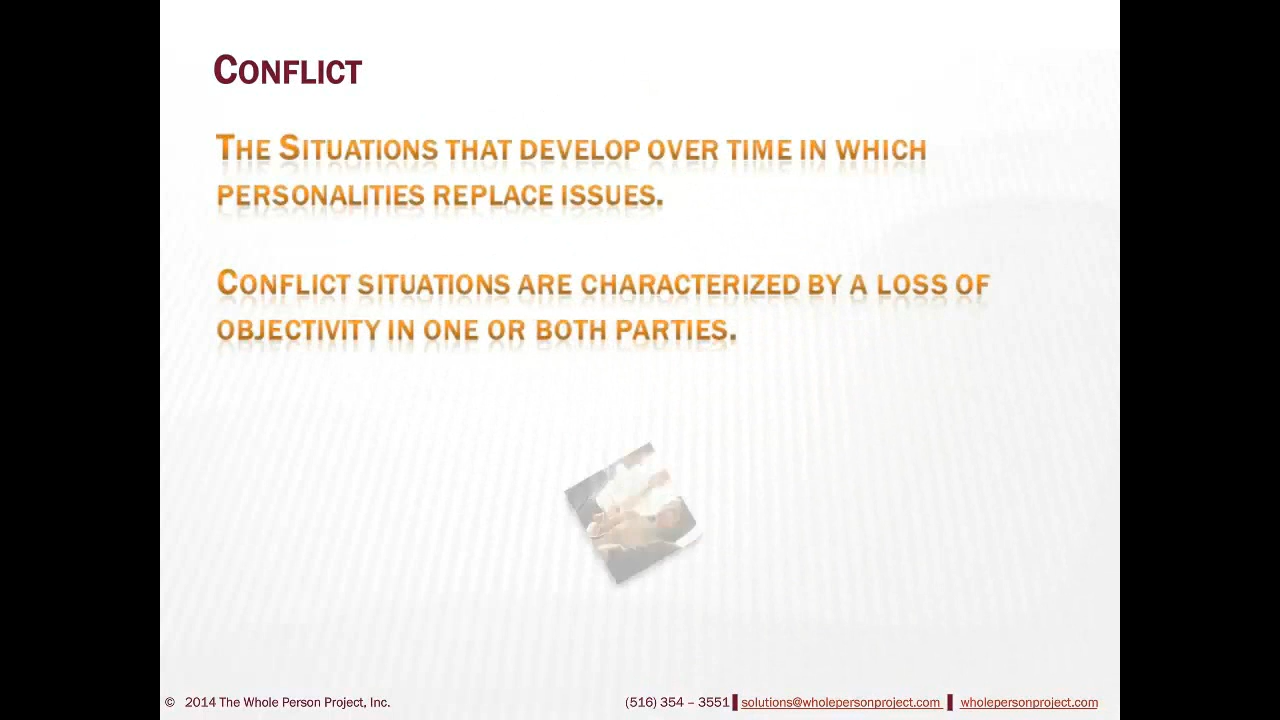 Conflict
The Situations that develop over time in which
personalities replace issues.
Conflict situations are characterized by a loss of
objectivity in one or both parties.
© 2014 The Whole Person Project, Inc.
(516) 354 – 3551 | solutions@wholepersonproject.com | wholepersonproject.com